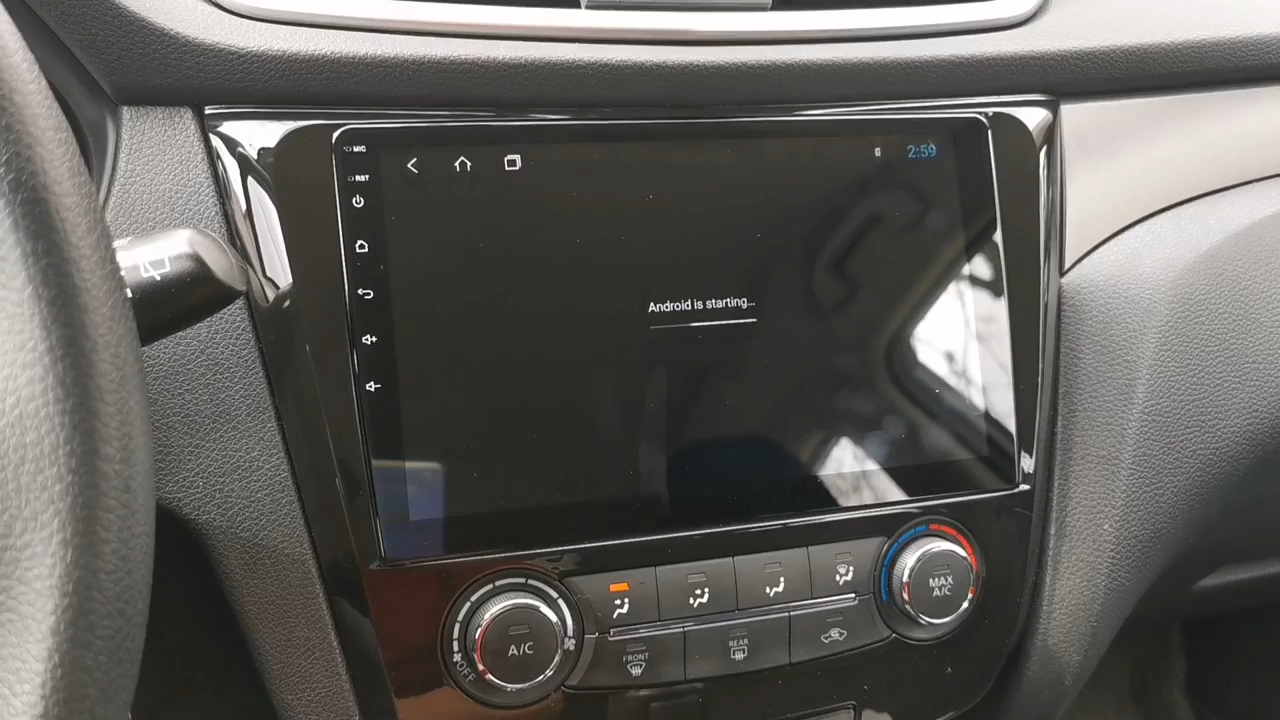 MIC
2:59
RST
Android is starting...
MAX
A/C
A/C
OFF
FRONT
REAR